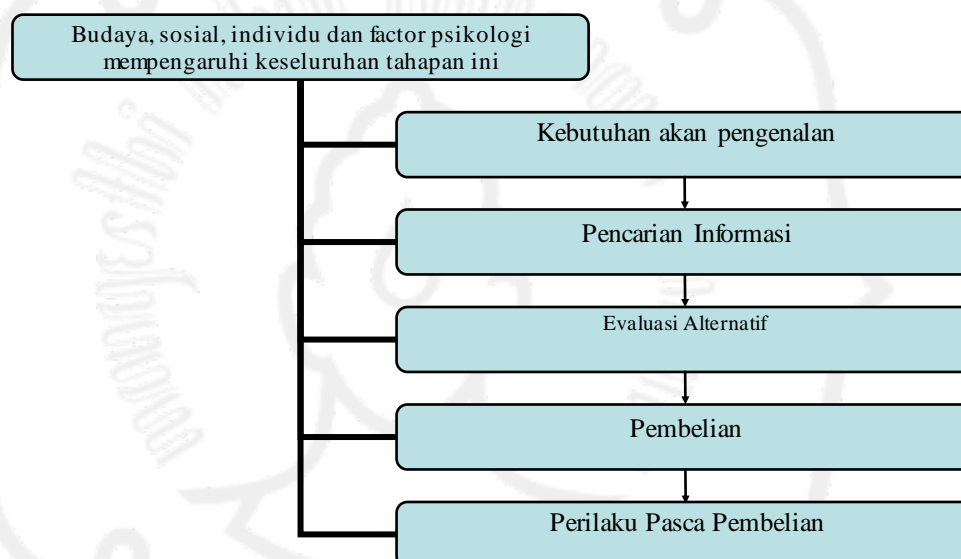 Budaya, sosial, individu dan factor psikologi
mempengaruhi keseluruhan tahapan ini
Kebutuhan akan pengenalan
Pencarian Informasi
Evaluasi Alternatif
Pembelian
Perilaku Pasca Pembelian